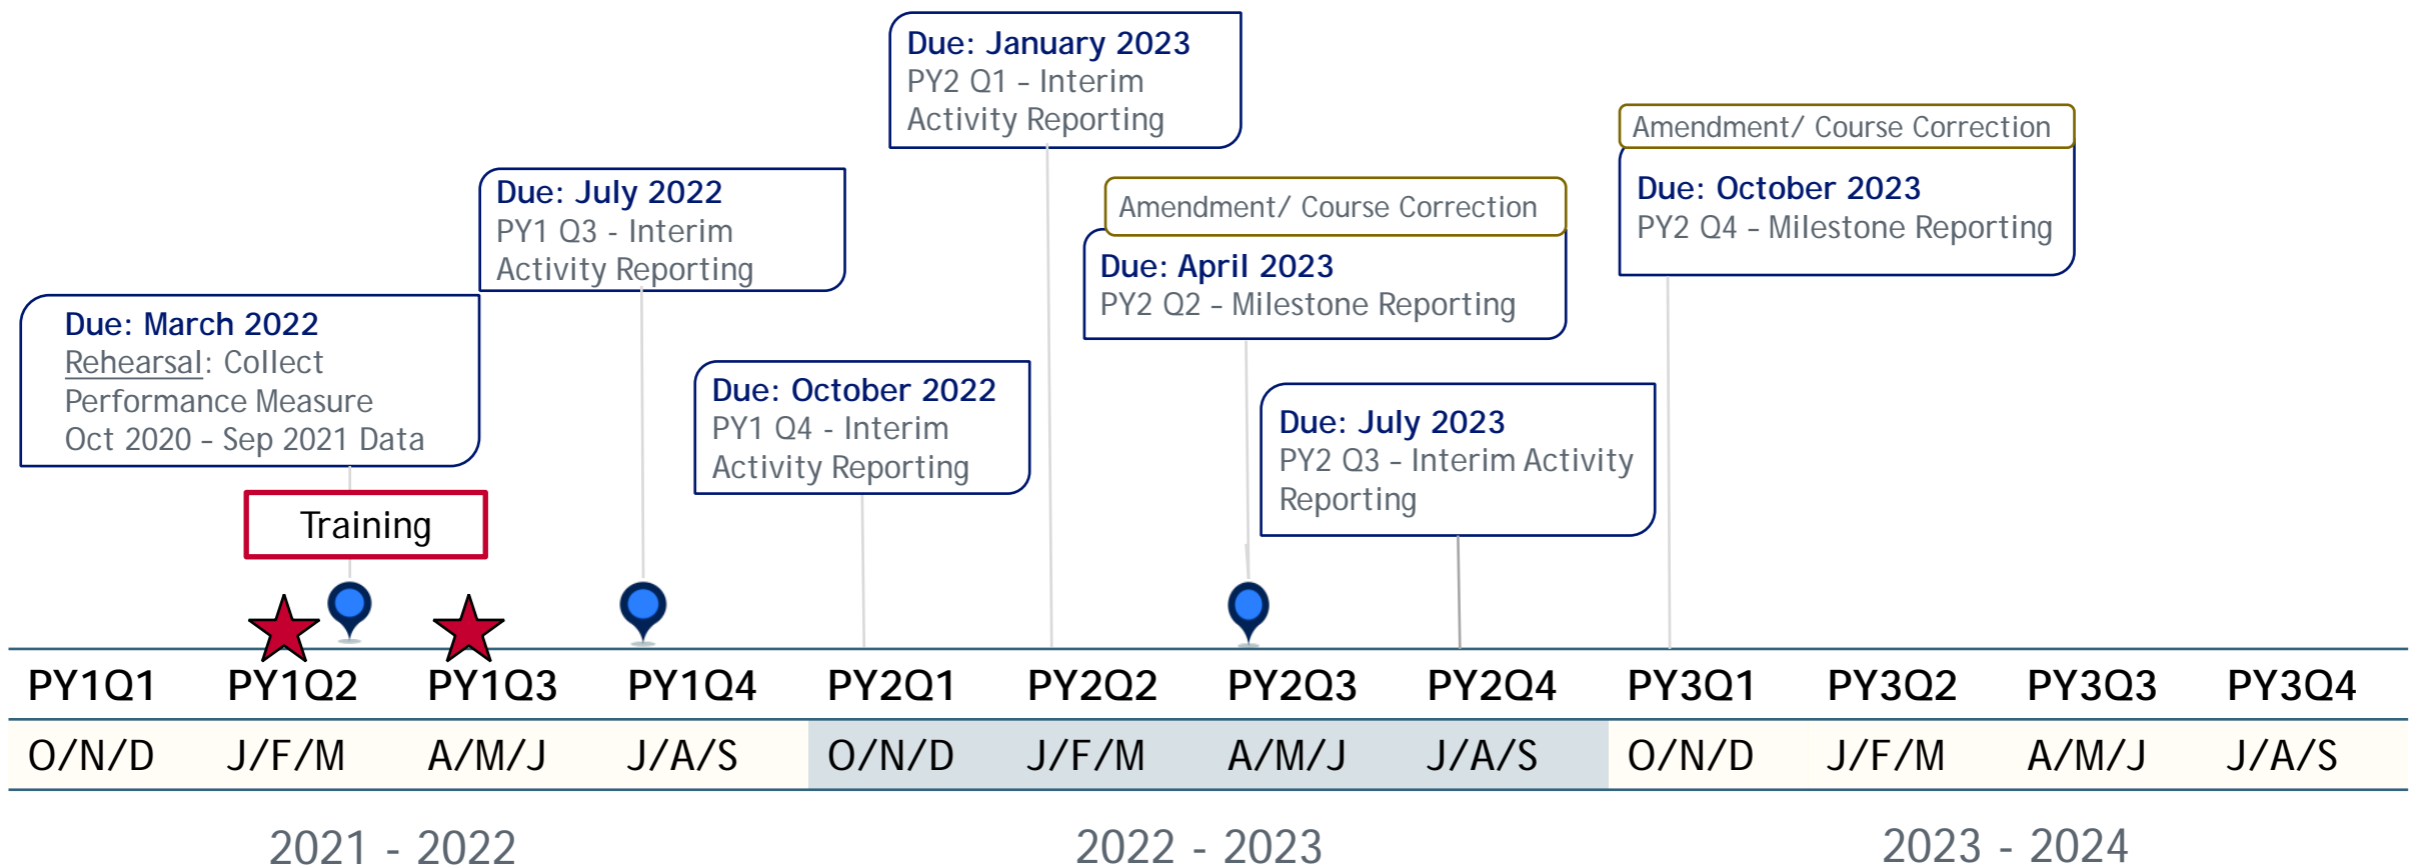 Due: January 2023
PY2 Q1 – Interim
Activity Reporting
Amendment/ Course Correction
Due: October 2023
PY2 Q4 – Milestone Reporting
Due: July 2022
PY1 Q3 - Interim
Activity Reporting
Amendment/ Course Correction
Due: April 2023
PY2 Q2 – Milestone Reporting
Due: March 2022
Rehearsal: Collect
Performance Measure
Oct 2020 – Sep 2021 Data
Due: October 2022
PY1 Q4 - Interim
Activity Reporting
Due: July 2023
PY2 Q3 – Interim Activity
Reporting
Training
PY1Q1 PY1Q2 PY1Q3 PY1Q4 PY2Q1 PY2Q2 PY2Q3 PY2Q4 PY3Q1 PY3Q2 PY3Q3 PY3Q4
O/N/D J/F/M A/M/J J/A/S O/N/D J/F/M A/M/J J/A/S O/N/D J/F/M A/M/J J/A/S
2021 - 2022 2022 - 2023 2023 - 2024